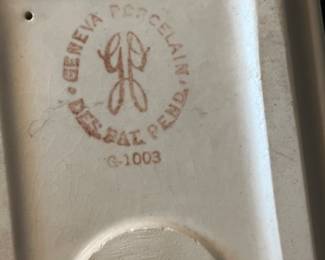 GENEVA PORCELAIN
GP
DES. PAT. PEND.
G-1003